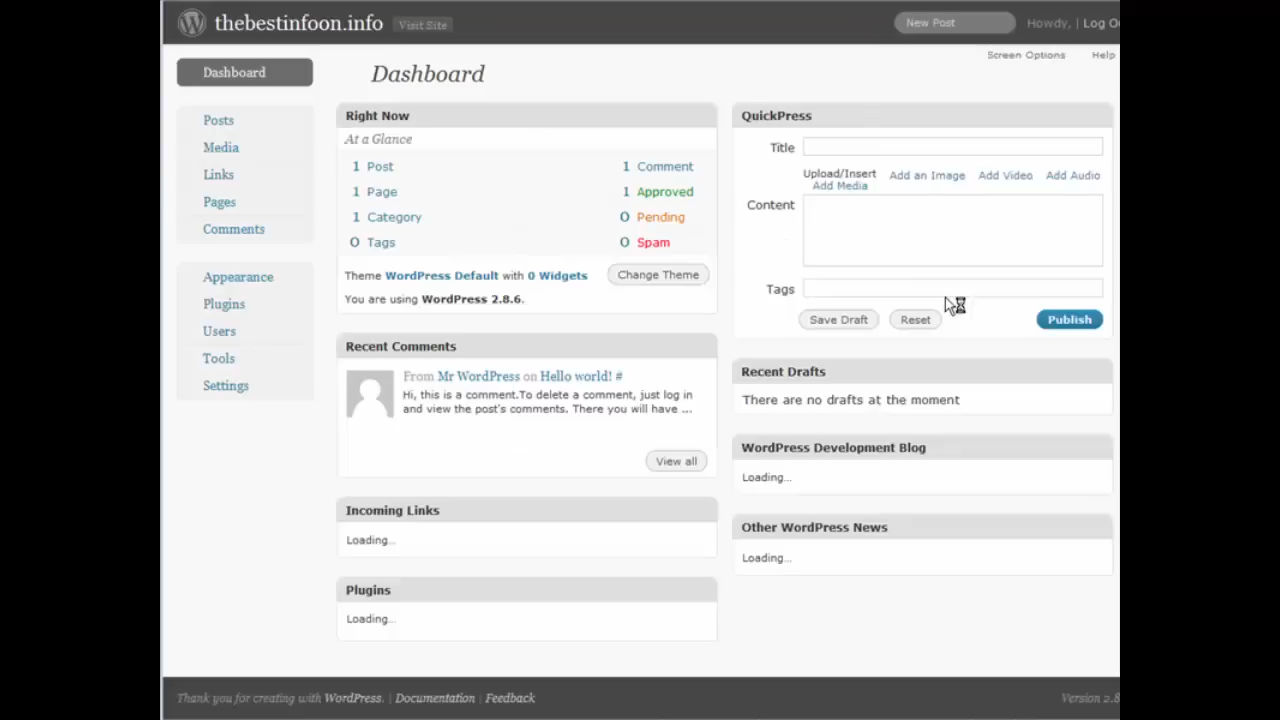 thebestinfoon.info Visit Site New Post Howdy, | Log O
Screen Options Help
Dashboard
Posts
Media
Links
Pages
Comments
Appearance
Plugins
Users
Tools
Settings
Dashboard
Right Now
At a Glance
1 Post 1 Comment
1 Page 1 Approved
1 Category 0 Pending
0 Tags 0 Spam
Theme WordPress Default with 0 Widgets Change Theme
You are using WordPress 2.8.6.
Recent Comments
From Mr WordPress on Hello world! #
Hi, this is a comment.To delete a comment, just log in
and view the post's comments. There you will have ...
View all
Incoming Links
Loading...
Plugins
Loading...
QuickPress
Title
Upload/Insert Add an Image Add Video Add Audio
Add Media
Content
Tags
Save Draft Reset Publish
Recent Drafts
There are no drafts at the moment
WordPress Development Blog
Loading...
Other WordPress News
Loading...
Thank you for creating with WordPress. | Documentation | Feedback Version 2.8